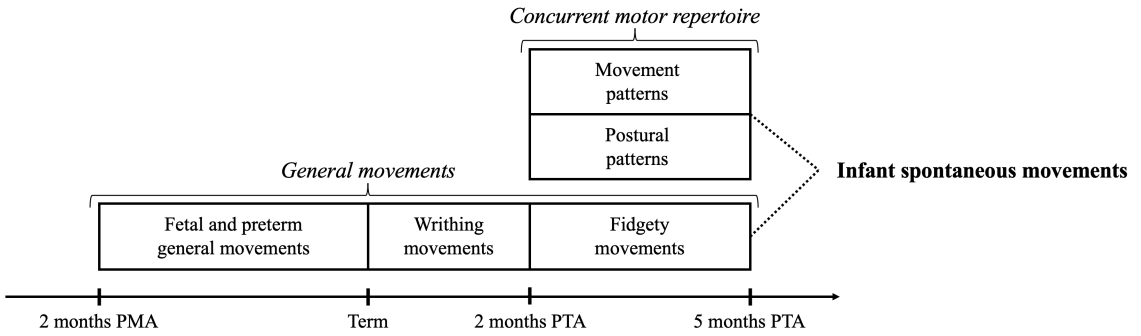 Concurrent motor repertoire
Movement
patterns
Postural
patterns
General movements
Infant spontaneous movements
Fetal and preterm
general movements
Writhing
movements
Fidgety
movements
2 months PMA
Term
2 months PTA
5 months PTA